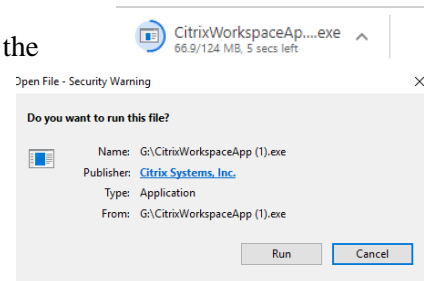 CitrixWorkspaceAp....exe
66.9/124 MB, 5 secs left
the
Open File - Security Warning
Do you want to run this file?
Name: G:\CitrixWorkspaceApp (1).exe
Publisher: Citrix Systems, Inc.
Type: Application
From: G:\CitrixWorkspaceApp (1).exe
Run Cancel